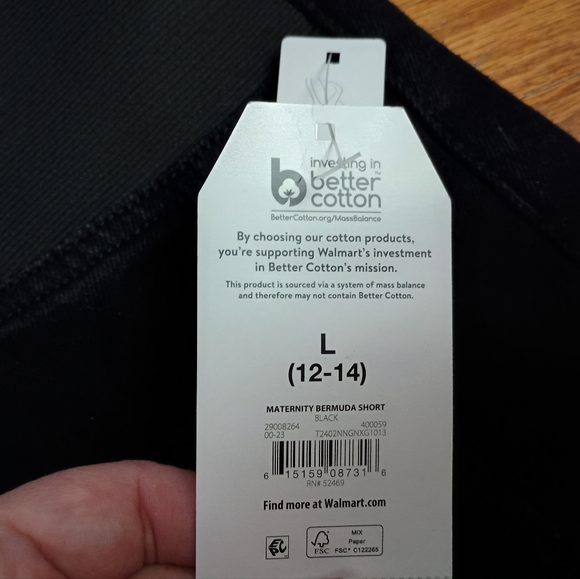 investing in
better
cotton
BetterCotton.org/MassBalance
By choosing our cotton products,
you're supporting Walmart's investment
in Better Cotton's mission.
This product is sourced via a system of mass balance
and therefore may not contain Better Cotton.
L
(12-14)
MATERNITY BERMUDA SHORT
BLACK
29008264 400059
00-23 T2402NNGNXG1013
6 15159 08731 6
RN# 52469
Find more at Walmart.com
FSC
MIX
Paper
FSC® C122265